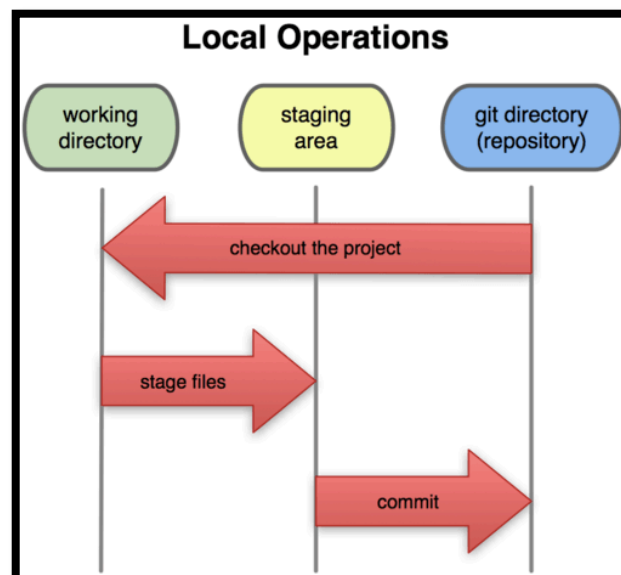 Local Operations
working
directory
staging
area
git directory
(repository)
checkout the project
stage files
commit